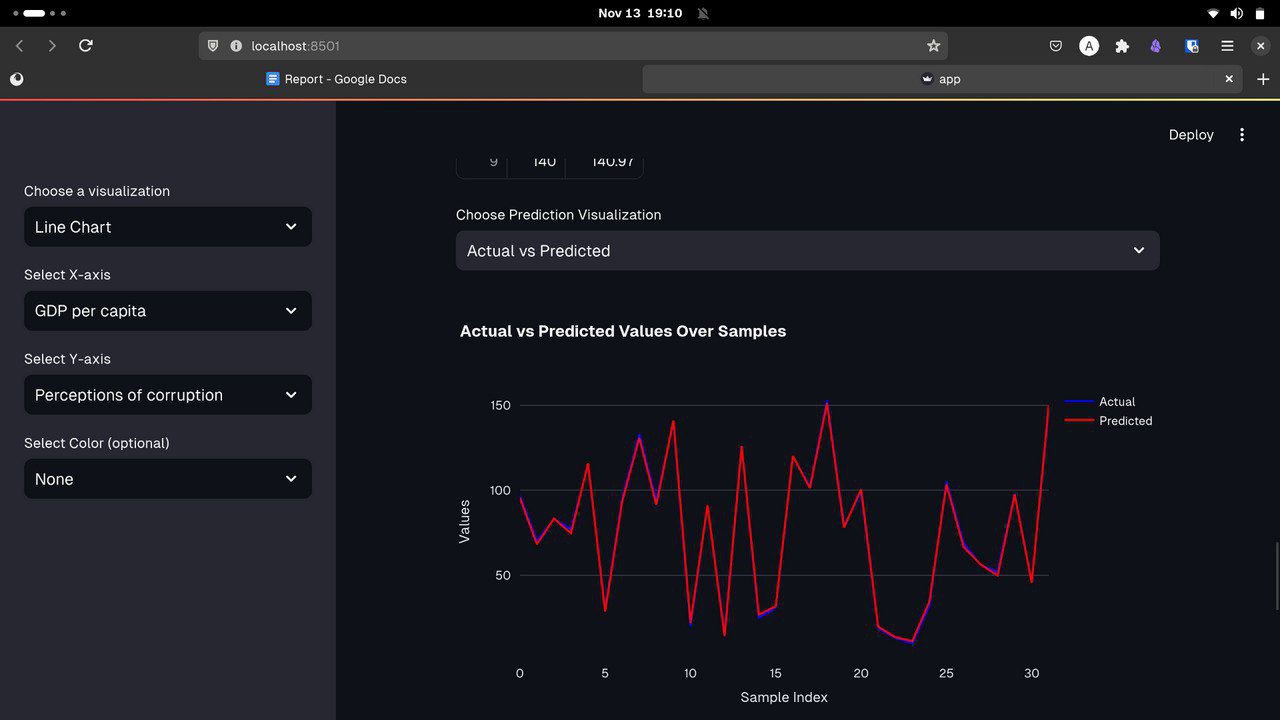 Nov 13 19:10
localhost:8501
A
Report - Google Docs
app
Deploy
Choose a visualization
Line Chart
Select X-axis
GDP per capita
Select Y-axis
Perceptions of corruption
Select Color (optional)
None
9 140 140.97
Choose Prediction Visualization
Actual vs Predicted
Actual vs Predicted Values Over Samples
Actual
Predicted
Values
150
100
50
0 5 10 15 20 25 30
Sample Index